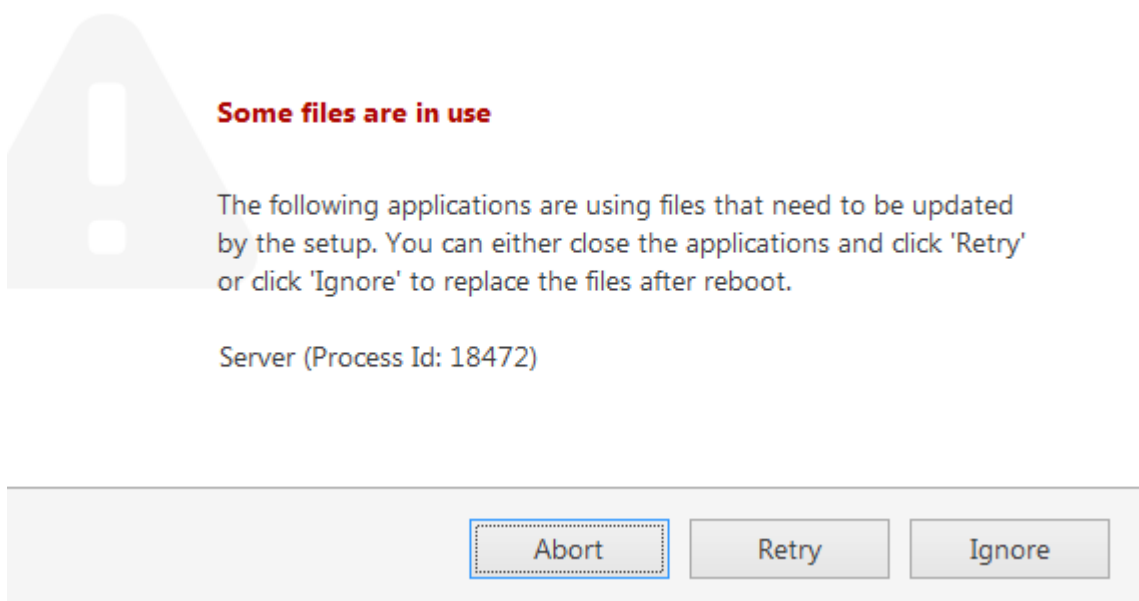 Some files are in use
The following applications are using files that need to be updated
by the setup. You can either close the applications and click 'Retry'
or click 'Ignore' to replace the files after reboot.
Server (Process Id: 18472)
Abort Retry Ignore